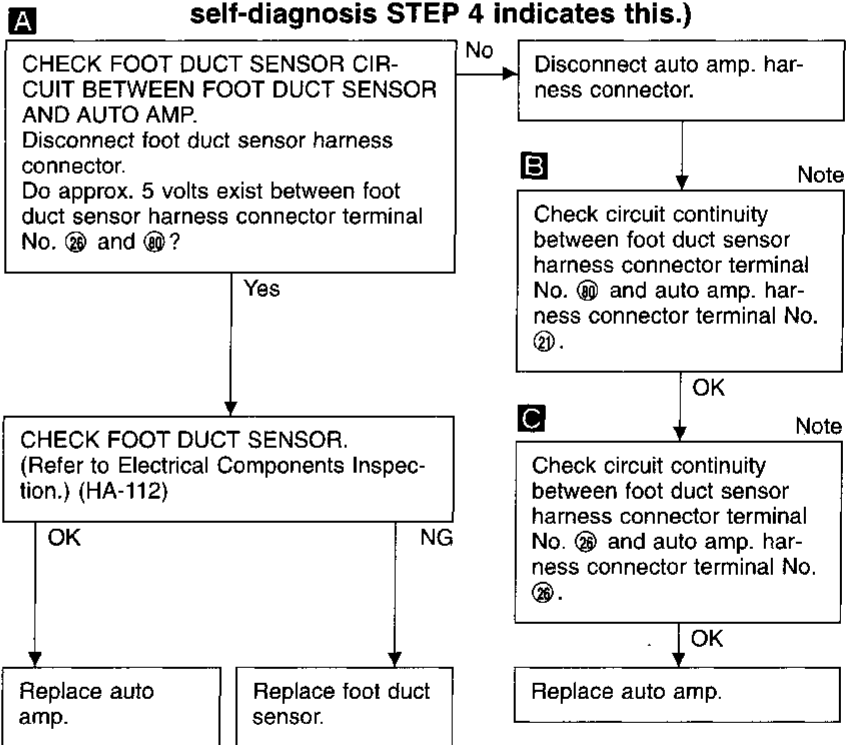 self-diagnosis STEP 4 indicates this.)
A
CHECK FOOT DUCT SENSOR CIR-
CUIT BETWEEN FOOT DUCT SENSOR
AND AUTO AMP.
Disconnect foot duct sensor harness
connector.
Do approx. 5 volts exist between foot
duct sensor harness connector terminal
No. ㉖ and 80?
No
Disconnect auto amp. har-
ness connector.
B
Note
Check circuit continuity
between foot duct sensor
harness connector terminal
No. 80 and auto amp. har-
ness connector terminal No.
㉑.
Yes
OK
C
Note
Check circuit continuity
between foot duct sensor
harness connector terminal
No. ㉖ and auto amp. har-
ness connector terminal No.
㉖.
OK
Replace auto amp.
CHECK FOOT DUCT SENSOR.
(Refer to Electrical Components Inspec-
tion.) (HA-112)
OK
NG
Replace auto
amp.
Replace foot duct
sensor.